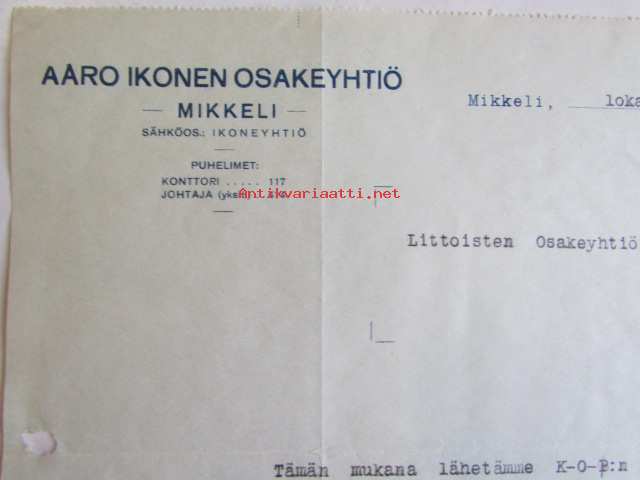 AARO IKONEN OSAKEYHTIÖ
— MIKKELI —
SÄHKÖOS.: IKONEYHTIÖ
PUHELIMET:
KONTTORI ..... 117
JOHTAJA
Antikvariaatti.net
Mikkeli, loka
Littoisten Osakeyhtiö
Tämän mukana lähetämme K-O-P:n